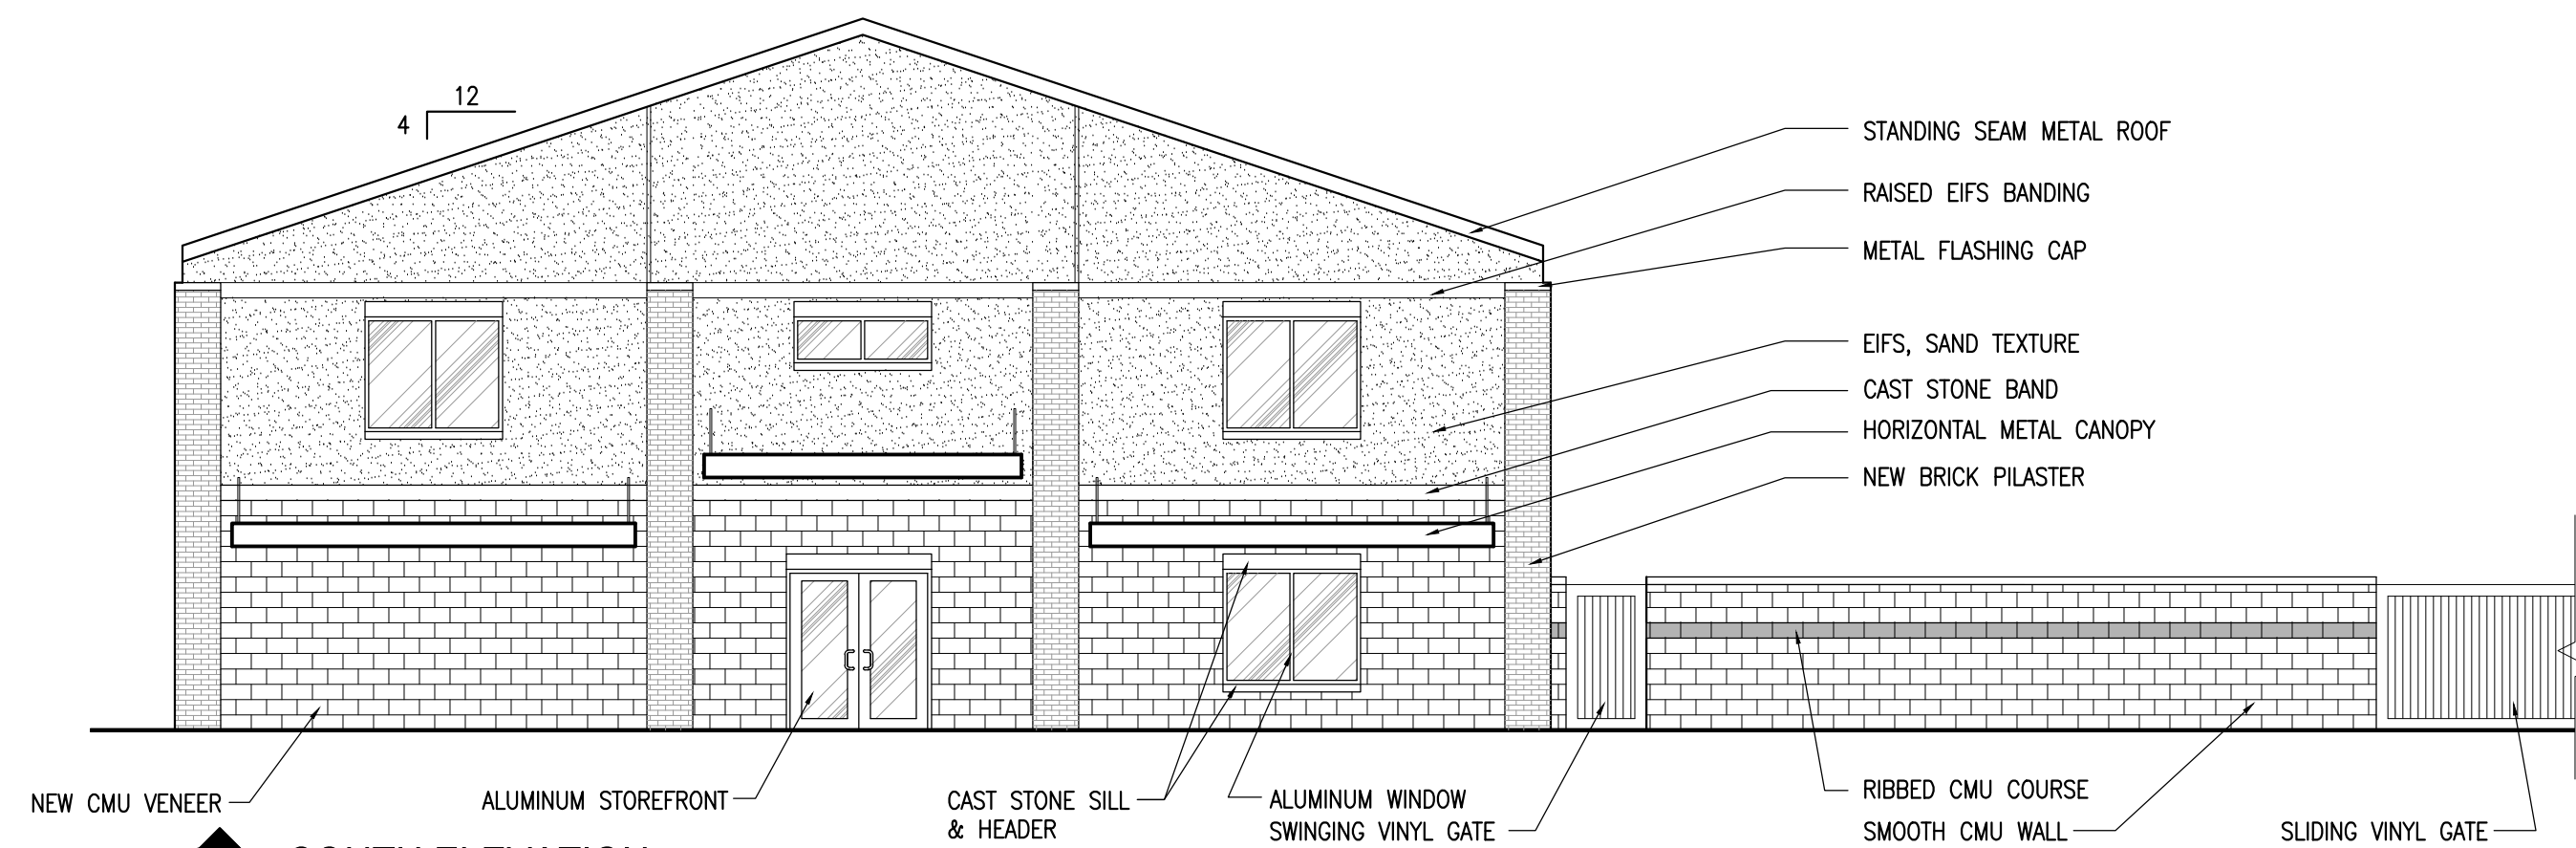 12
4
STANDING SEAM METAL ROOF
RAISED EIFS BANDING
METAL FLASHING CAP
EIFS, SAND TEXTURE
CAST STONE BAND
HORIZONTAL METAL CANOPY
NEW BRICK PILASTER
NEW CMU VENEER
ALUMINUM STOREFRONT
CAST STONE SILL
& HEADER
ALUMINUM WINDOW
SWINGING VINYL GATE
RIBBED CMU COURSE
SMOOTH CMU WALL
SLIDING VINYL GATE
SOUTH ELEVATION